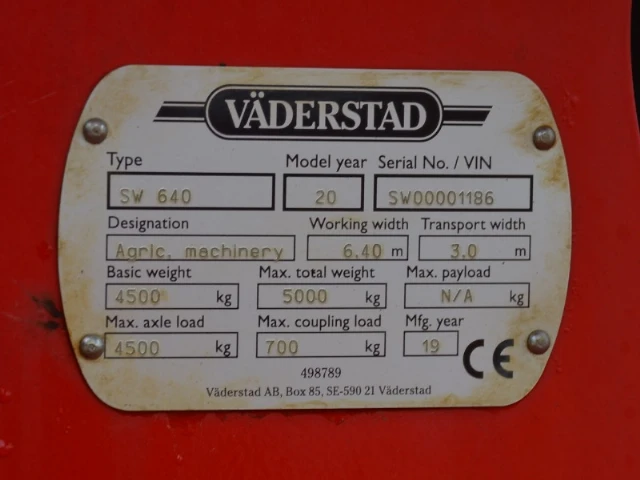 VÄDERSTAD
Type Model year Serial No. / VIN
SW 640 20 SW00001186
Designation Working width Transport width
Agric. machinery 6.40 m 3.0 m
Basic weight Max. total weight Max. payload
4500 kg 5000 kg N/A kg
Max. axle load Max. coupling load Mfg. year
4500 kg 700 kg 19 CE
498789
Väderstad AB, Box 85, SE-590 21 Väderstad